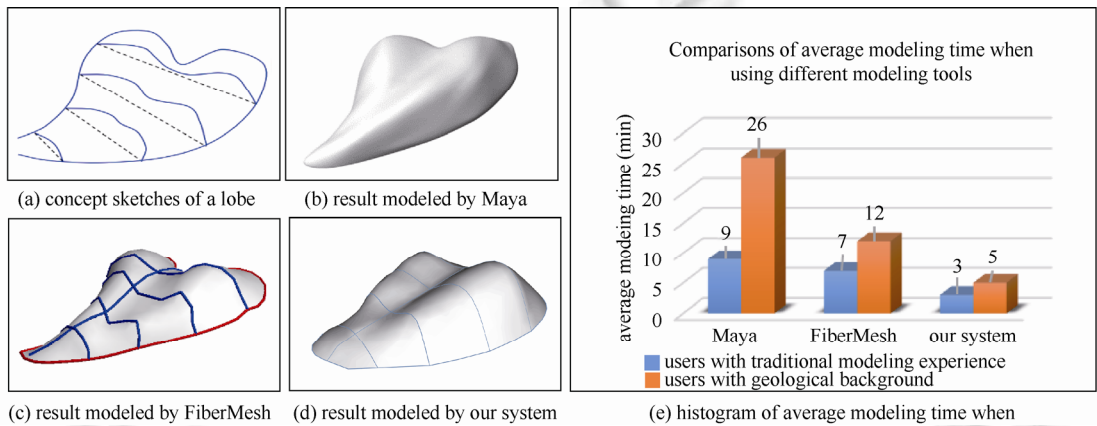 (a) concept sketches of a lobe
(b) result modeled by Maya
(c) result modeled by FiberMesh
(d) result modeled by our system
Comparisons of average modeling time when
using different modeling tools
average modeing time (min)
30
25
20
15
10
5
0
9
26
7
12
3
5
Maya
FiberMesh
our system
users with traditional modeling experience
users with geological background
(e) histogram of average modeling time when